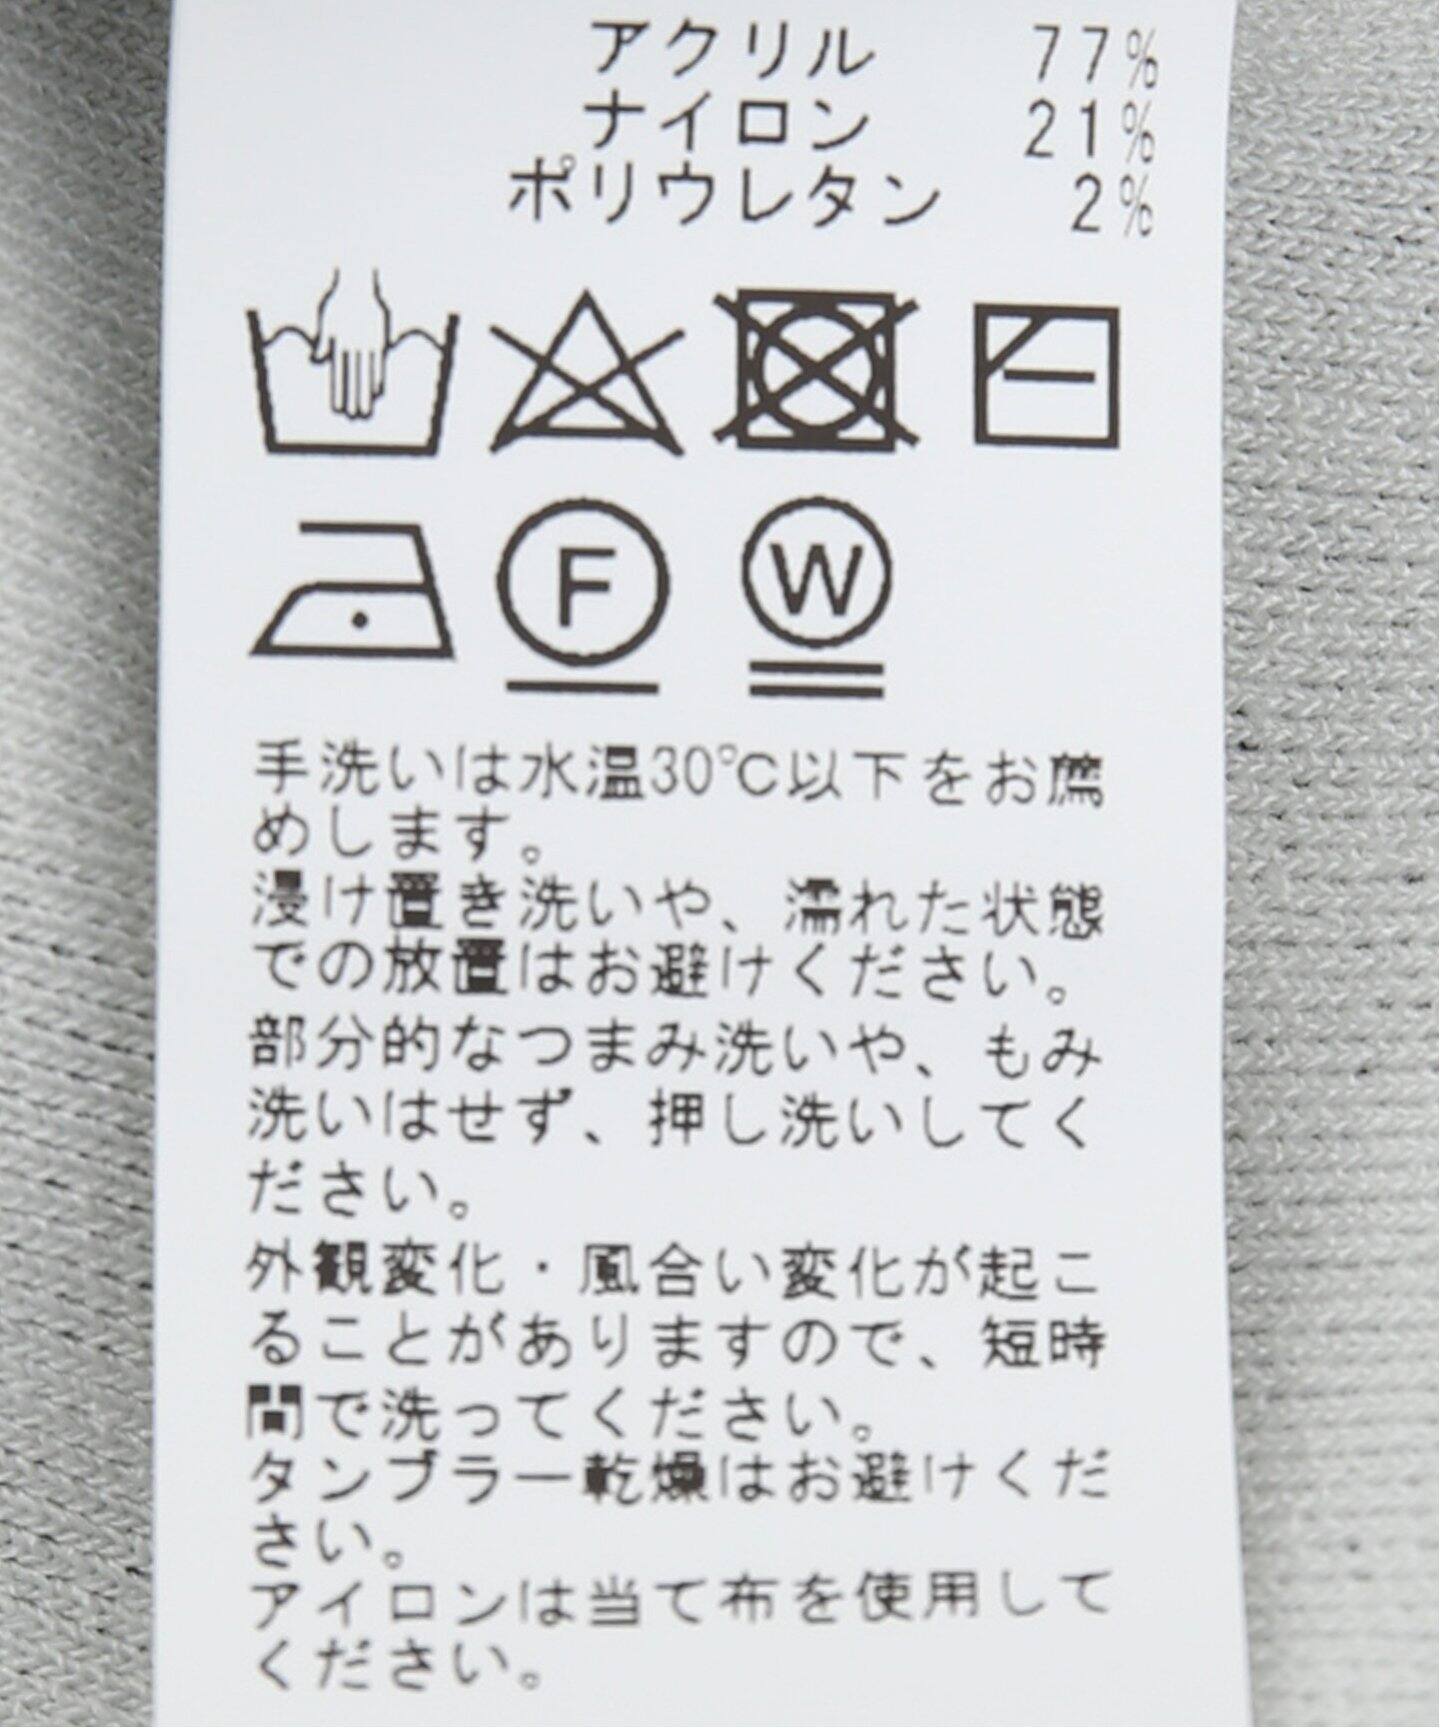 アクリル 77%
ナイロン 21%
ポリウレタン 2%
F W
手洗いは水温30℃以下をお薦
めします。
浸け置き洗いや、濡れた状態
での放置はお避けください。
部分的なつまみ洗いや、もみ
洗いはせず、押し洗いしてく
ださい。
外観変化・風合い変化が起こ
ることがありますので、短時
間で洗ってください。
タンブラー乾燥はお避けくだ
さい。
アイロンは当て布を使用して
ください。